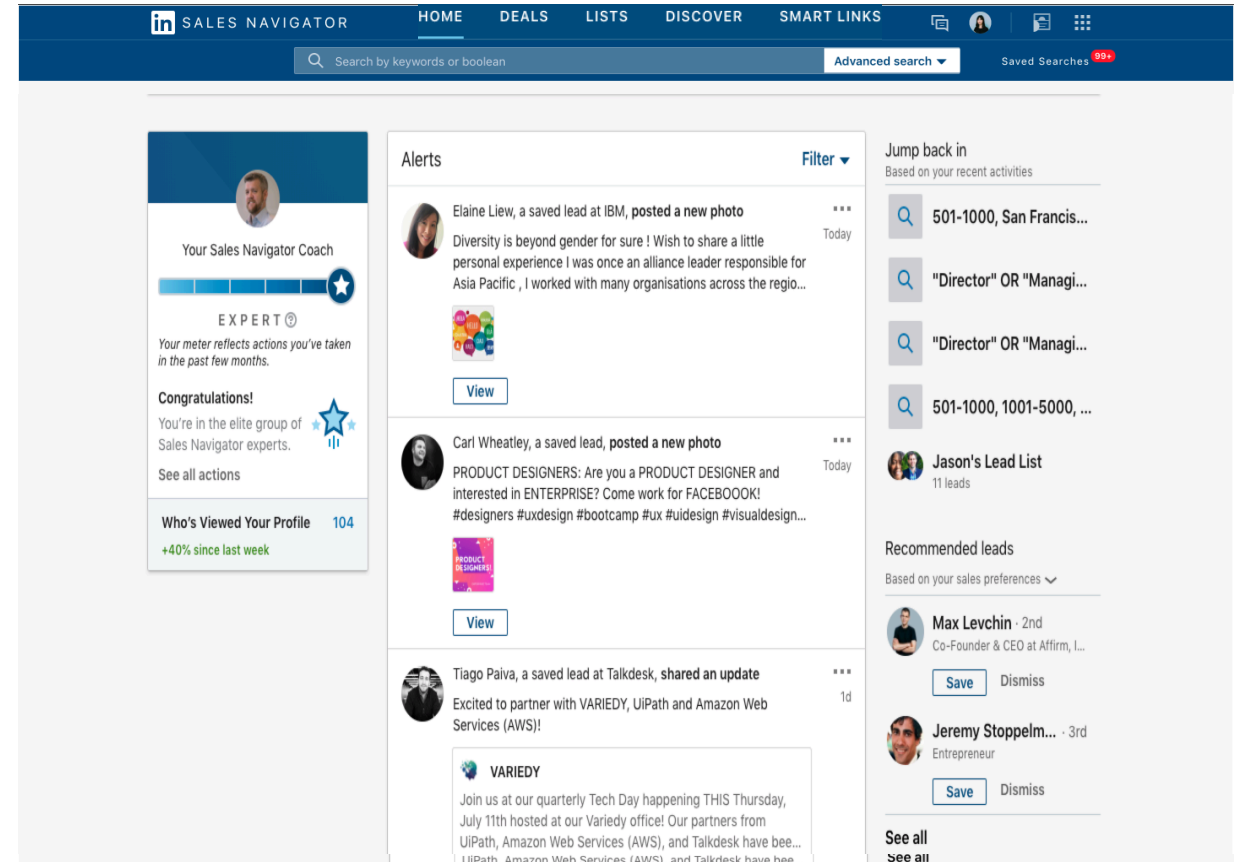 in SALES NAVIGATOR
HOME
DEALS
LISTS
DISCOVER
SMART LINKS
Search by keywords or boolean
Advanced search
Saved Searches
99+
Your Sales Navigator Coach
EXPERT
Your meter reflects actions you've taken
in the past few months.
Congratulations!
You're in the elite group of
Sales Navigator experts.
See all actions
Who's Viewed Your Profile 104
+40% since last week
Alerts
Filter
Elaine Liew, a saved lead at IBM, posted a new photo
Today
Diversity is beyond gender for sure ! Wish to share a little
personal experience I was once an alliance leader responsible for
Asia Pacific , I worked with many organisations across the regio...
View
Carl Wheatley, a saved lead, posted a new photo
Today
PRODUCT DESIGNERS: Are you a PRODUCT DESIGNER and
interested in ENTERPRISE? Come work for FACEBOOOK!
#designers #uxdesign #bootcamp #ux #uidesign #visualdesign...
PRODUCT
DESIGNERS!
View
Tiago Paiva, a saved lead at Talkdesk, shared an update
1d
Excited to partner with VARIEDY, UiPath and Amazon Web
Services (AWS)!
VARIEDY
Join us at our quarterly Tech Day happening THIS Thursday,
July 11th hosted at our Variedy office! Our partners from
UiPath, Amazon Web Services (AWS), and Talkdesk have bee...
UiPath, Amazon Web Services (AWS), and Talkdesk have bee
Jump back in
Based on your recent activities
501-1000, San Francis...
"Director" OR "Managi...
"Director" OR "Managi...
501-1000, 1001-5000, ...
Jason's Lead List
11 leads
Recommended leads
Based on your sales preferences
Max Levchin · 2nd
Co-Founder & CEO at Affirm, I...
Save Dismiss
Jeremy Stoppelm... · 3rd
Entrepreneur
Save Dismiss
See all
See all